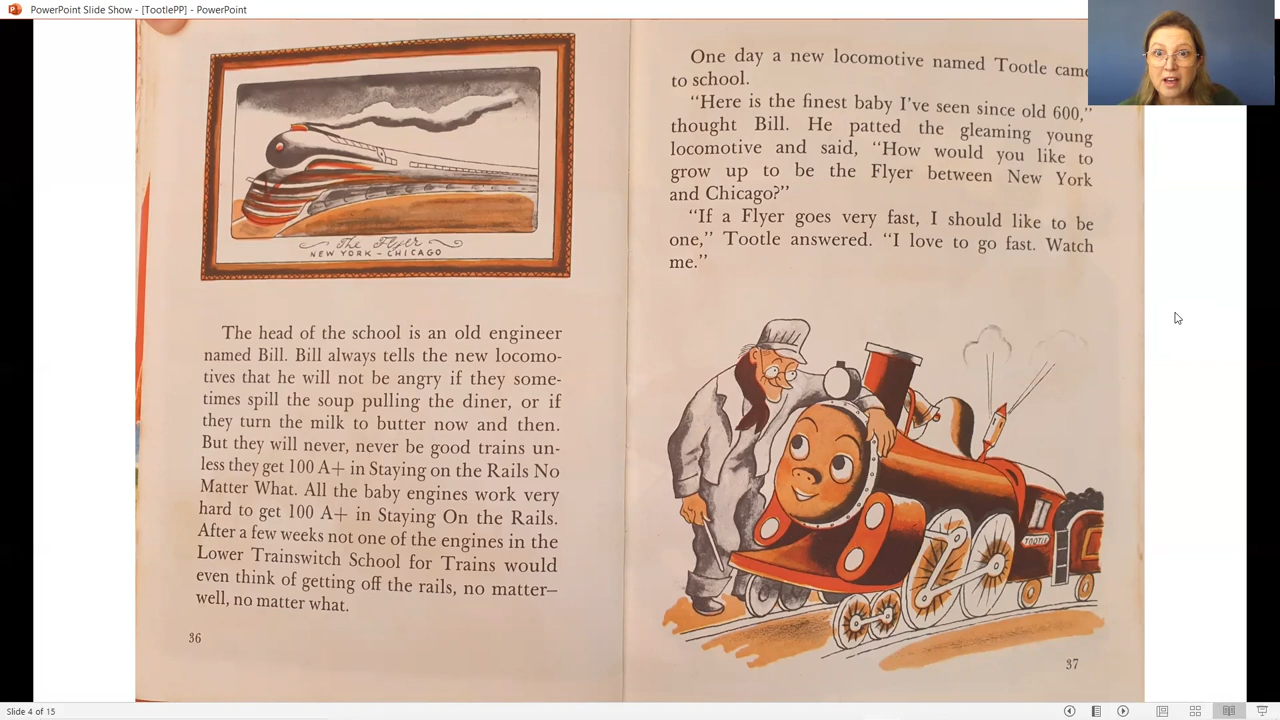 PowerPoint Slide Show - [TootlePP] - PowerPoint
The Flyer
NEW YORK - CHICAGO
The head of the school is an old engineer
named Bill. Bill always tells the new locomo-
tives that he will not be angry if they some-
times spill the soup pulling the diner, or if
they turn the milk to butter now and then.
But they will never, never be good trains un-
less they get 100 A+ in Staying on the Rails No
Matter What. All the baby engines work very
hard to get 100 A+ in Staying On the Rails.
After a few weeks not one of the engines in the
Lower Trainswitch School for Trains would
even think of getting off the rails, no matter—
well, no matter what.
36
One day a new locomotive named Tootle came
to school.
“Here is the finest baby I’ve seen since old 600,”
thought Bill. He patted the gleaming young
locomotive and said, “How would you like to
grow up to be the Flyer between New York
and Chicago?”
“If a Flyer goes very fast, I should like to be
one,” Tootle answered. “I love to go fast. Watch
me.”
TOOTLE
37
Slide 4 of 15